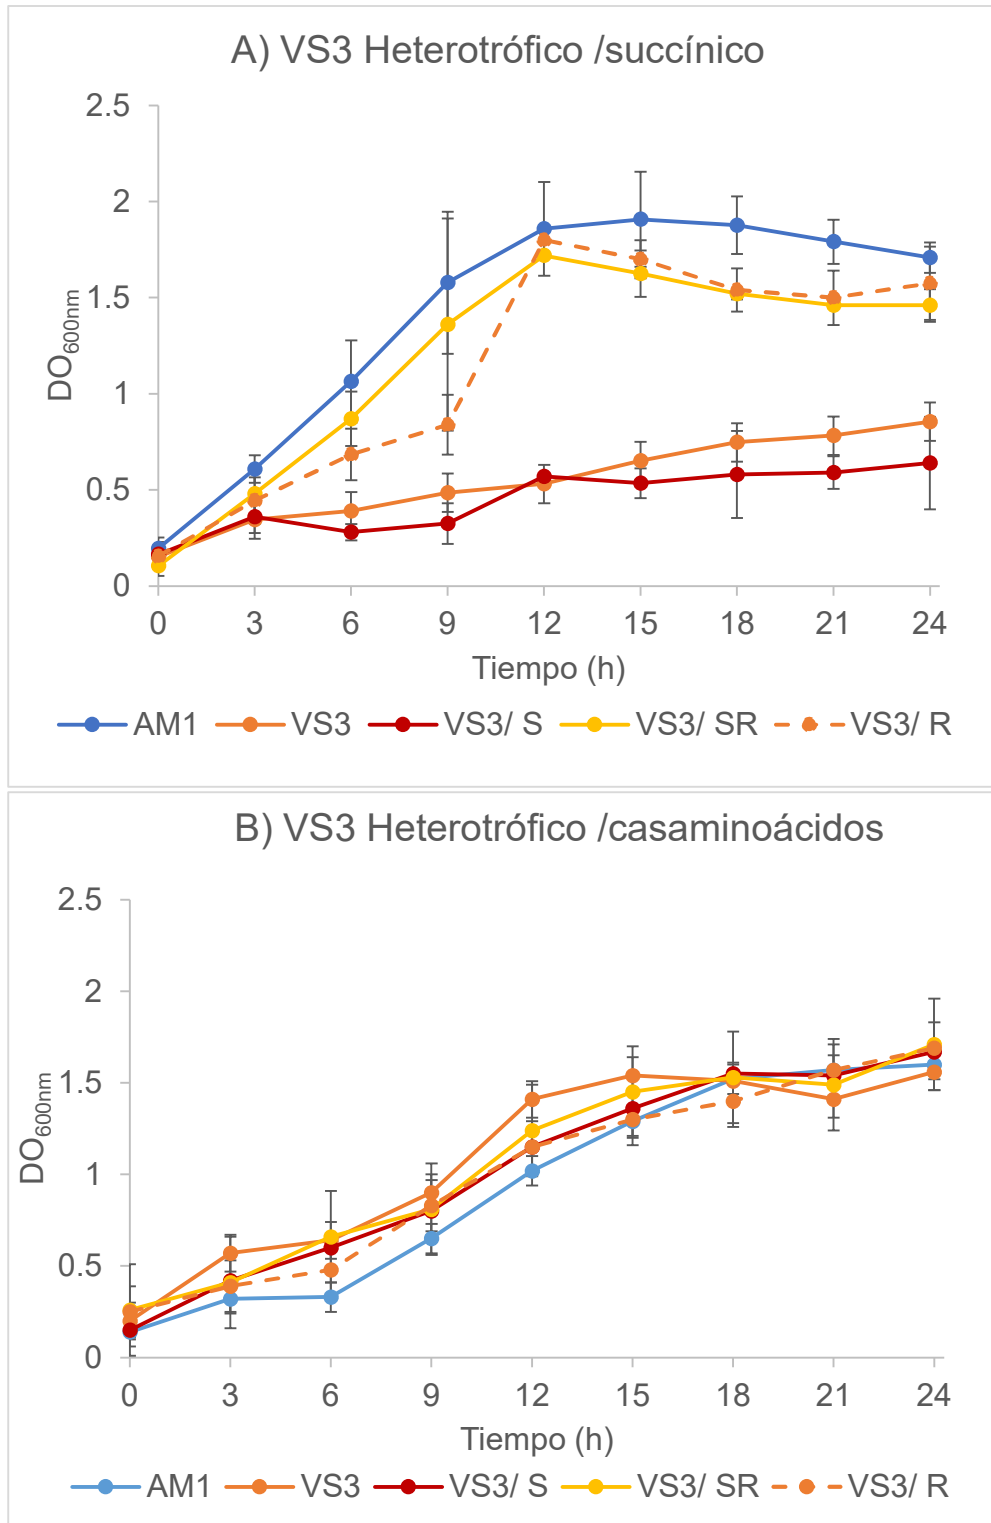 A) VS3 Heterotrófico /succínico
2.5
2
1.5
1
0.5
0
DO600nm
0 3 6 9 12 15 18 21 24
Tiempo (h)
AM1 VS3 VS3/ S VS3/ SR VS3/ R
B) VS3 Heterotrófico /casaminoácidos
2.5
2
1.5
1
0.5
0
DO600nm
0 3 6 9 12 15 18 21 24
Tiempo (h)
AM1 VS3 VS3/ S VS3/ SR VS3/ R